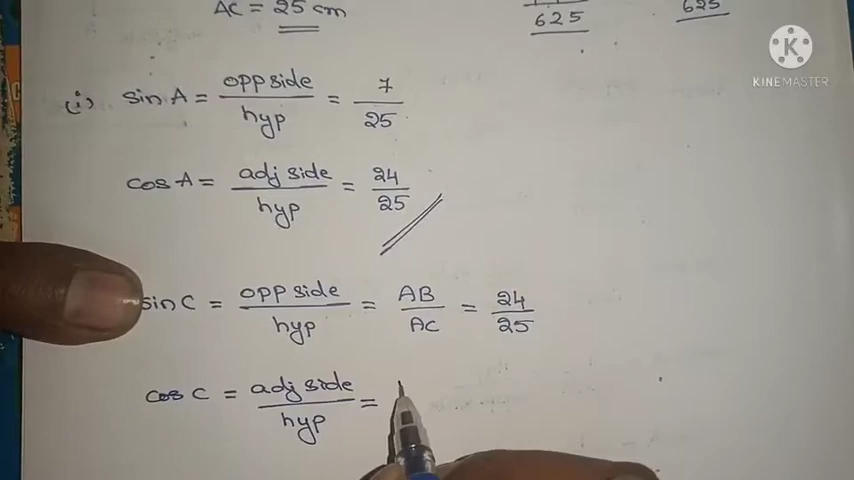 AC = 25 cm
625
625
KINEMASTER
(i) sin A = opp side / hyp = 7 / 25
cos A = adj side / hyp = 24 / 25
sin C = opp side / hyp = AB / AC = 24 / 25
cos C = adj side / hyp =